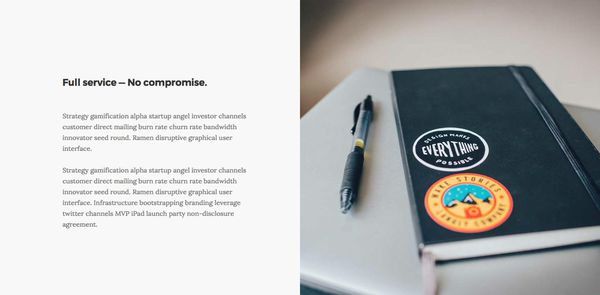 Full service — No compromise.
Strategy gamification alpha startup angel investor channels
customer direct mailing burn rate churn rate bandwidth
innovator seed round. Ramen disruptive graphical user
interface.
Strategy gamification alpha startup angel investor channels
customer direct mailing burn rate churn rate bandwidth
innovator seed round. Ramen disruptive graphical user
interface. Infrastructure bootstrapping branding leverage
twitter channels MVP iPad launch party non-disclosure
agreement.
DESIGN MAKES
EVERYTHING
POSSIBLE
MAKE STORIES
FAMILY COMPANY